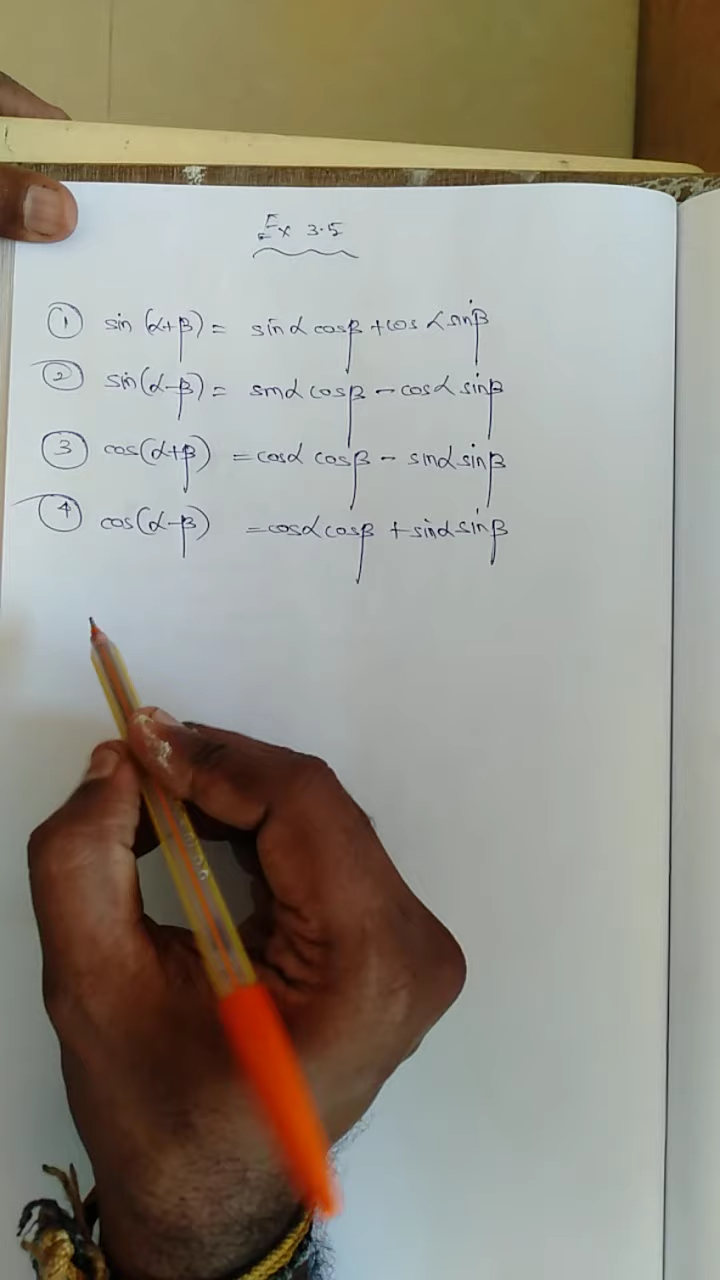 Ex 3.5
① sin (α+β) = sinα cosβ + cosα sinβ
② sin(α-β) = sinα cosβ - cosα sinβ
③ cos(α+β) = cosα cosβ - sinα sinβ
④ cos(α-β) = cosα cosβ + sinα sinβ